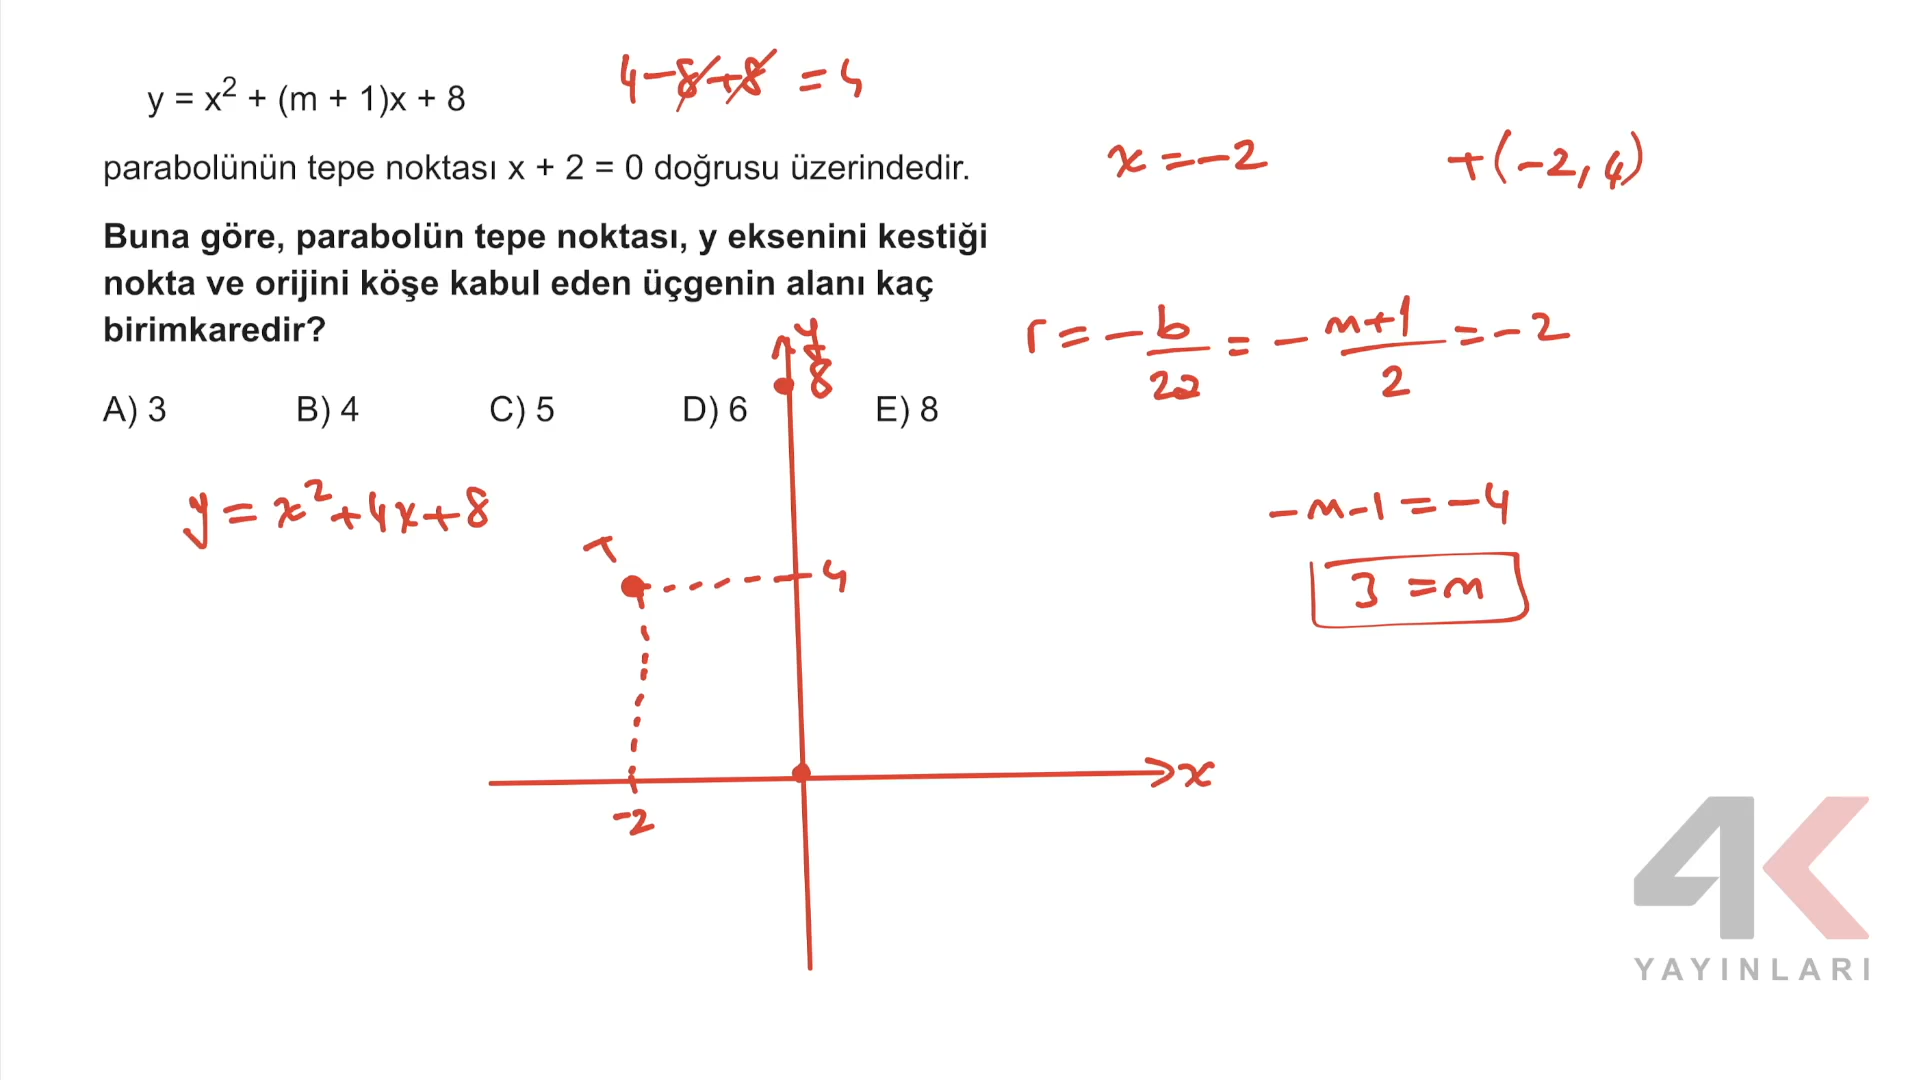 y = x² + (m + 1)x + 8
4 - 8 + 8 = 4
parabolünün tepe noktası x + 2 = 0 doğrusu üzerindedir.
x = -2
T(-2, 4)
Buna göre, parabolün tepe noktası, y eksenini kestiği
nokta ve orijini köşe kabul eden üçgenin alanı kaç
birimkaredir?
r = - b/2a = - m+1/2 = -2
A) 3 B) 4 C) 5 D) 6 E) 8
y
8
y = x² + 4x + 8
-m-1 = -4
3 = m
T
4
x
-2
4K
YAYINLARI